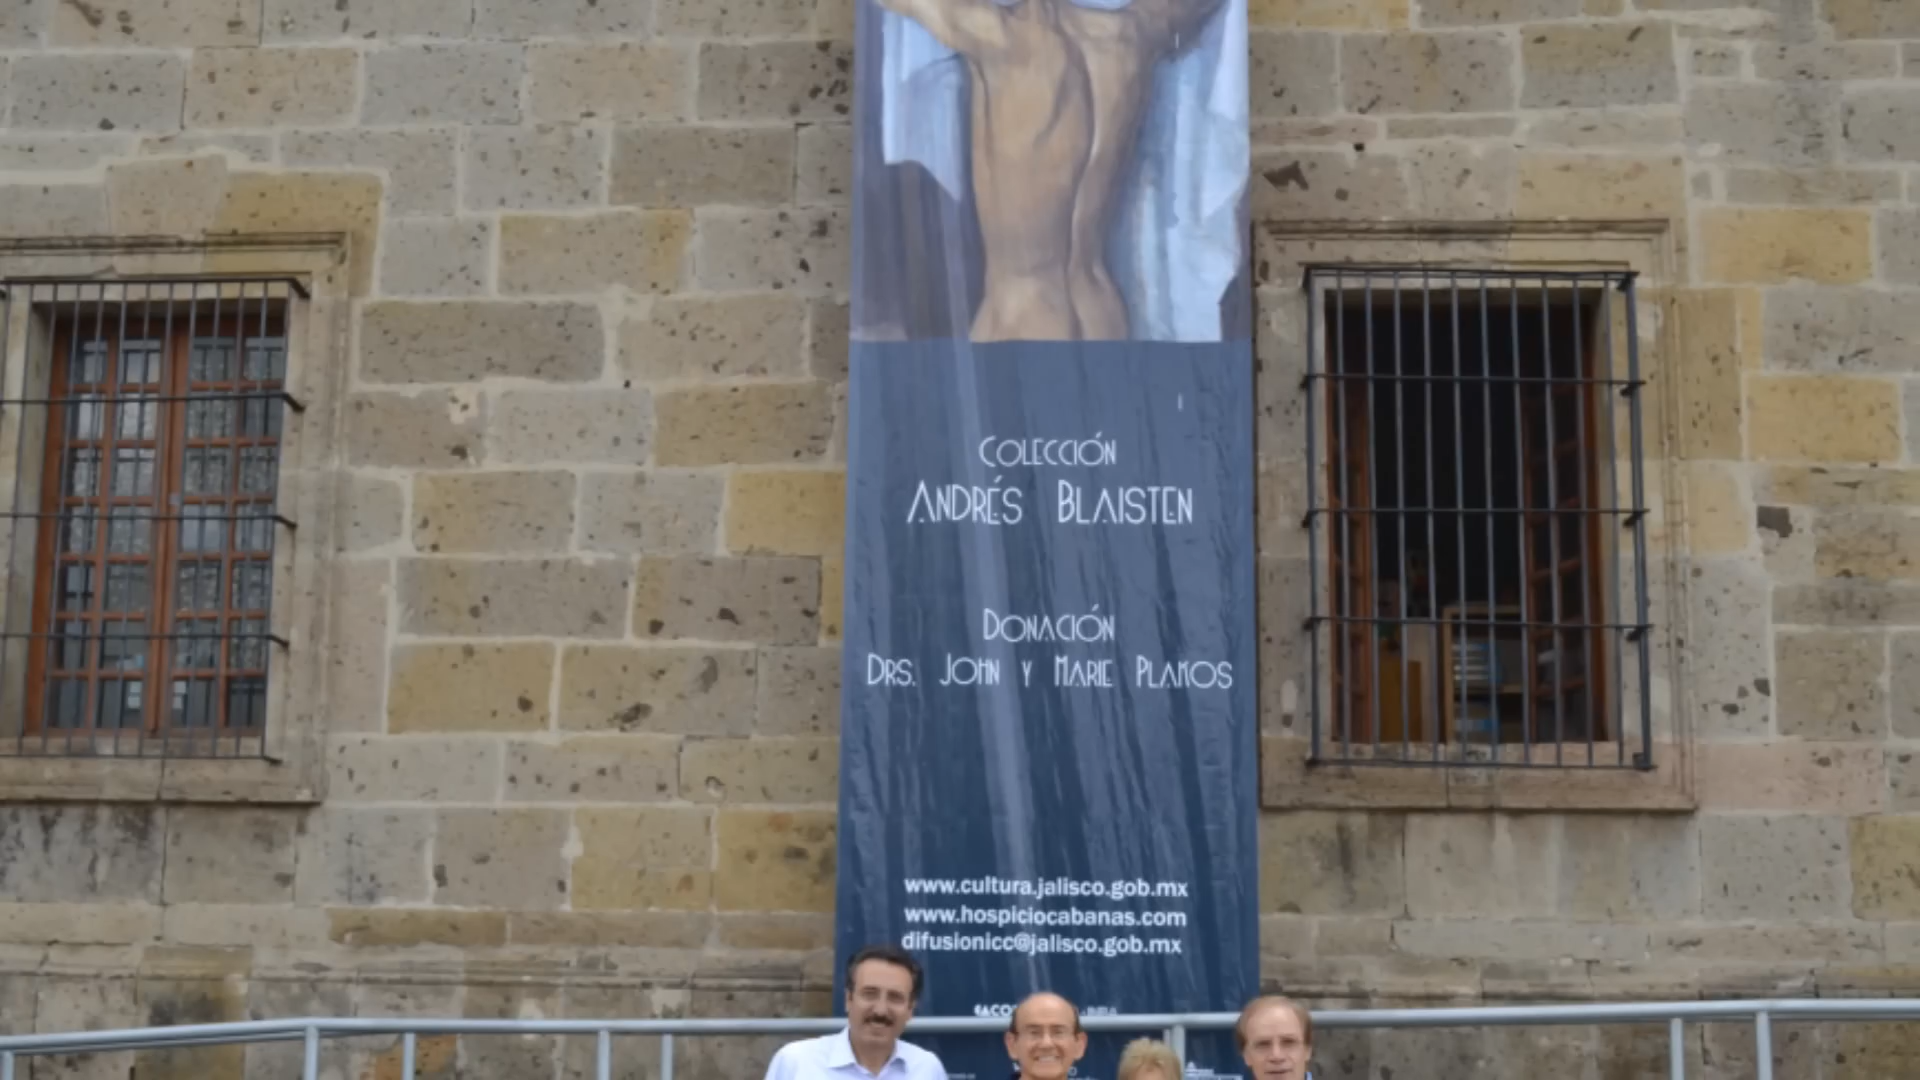 COLECCIÓN
ANDRÉS BLAISTEN
DONACIÓN
DRS. JOHN Y MARIE PLAKOS
www.cultura.jalisco.gob.mx
www.hospiciocabanas.com
difusionicc@jalisco.gob.mx